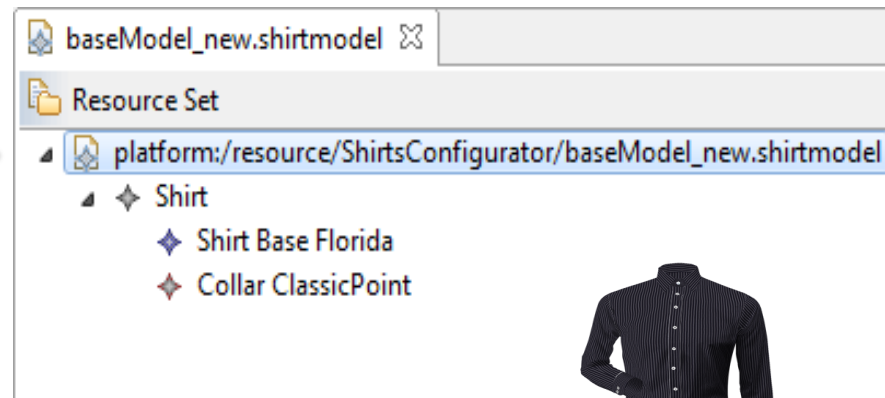 baseModel_new.shirtmodel
Resource Set
platform:/resource/ShirtsConfigurator/baseModel_new.shirtmodel
Shirt
Shirt Base Florida
Collar ClassicPoint